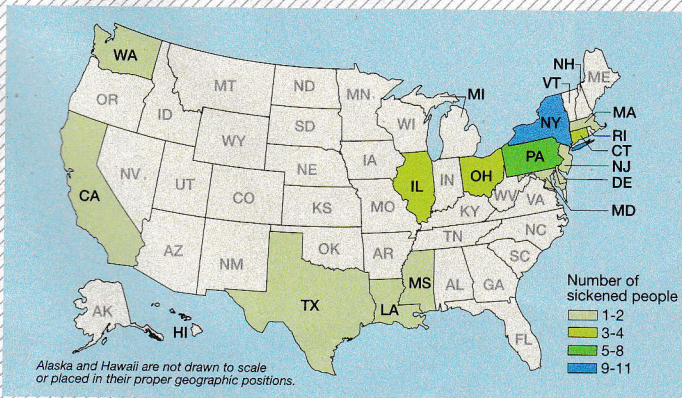 WA
MT
ND
MN
MI
NH
VT
ME
OR
ID
SD
WI
NY
MA
WY
RI
CT
NJ
DE
MD
NE
IA
PA
NV
UT
CO
IL
IN
OH
WV
VA
CA
KS
MO
KY
AZ
NM
OK
AR
TN
NC
SC
TX
LA
MS
AL
GA
FL
AK
HI
Number of
sickened people
1-2
3-4
5-8
9-11
Alaska and Hawaii are not drawn to scale
or placed in their proper geographic positions.